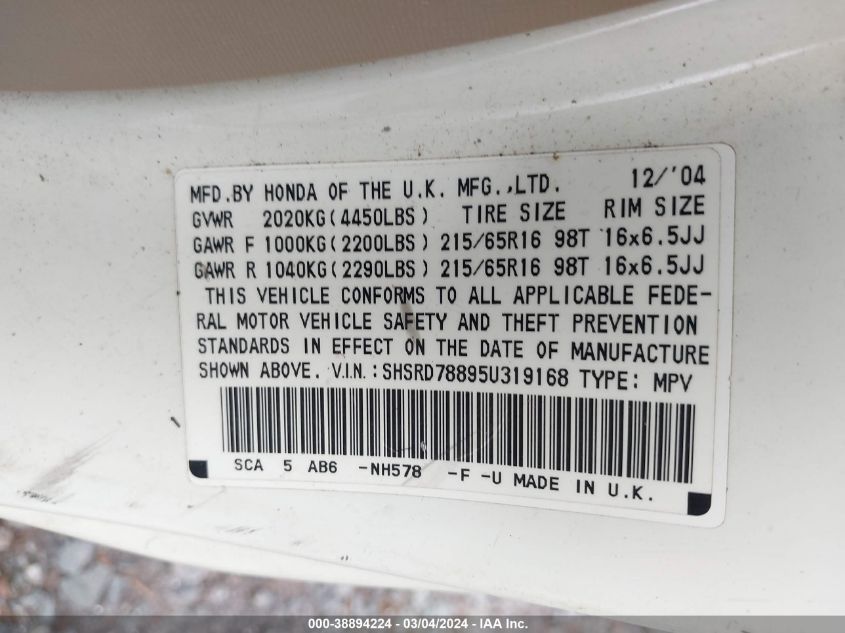 MFD.BY HONDA OF THE U.K. MFG.,LTD. 12/'04
GVWR 2020KG(4450LBS) TIRE SIZE RIM SIZE
GAWR F 1000KG(2200LBS) 215/65R16 98T 16x6.5JJ
GAWR R 1040KG(2290LBS) 215/65R16 98T 16x6.5JJ
THIS VEHICLE CONFORMS TO ALL APPLICABLE FEDE-
RAL MOTOR VEHICLE SAFETY AND THEFT PREVENTION
STANDARDS IN EFFECT ON THE DATE OF MANUFACTURE
SHOWN ABOVE. V.I.N.:SHSRD78895U319168 TYPE: MPV
SCA 5 AB6 -NH578 -F -U MADE IN U.K.
000-38894224 - 03/04/2024 - IAA Inc.